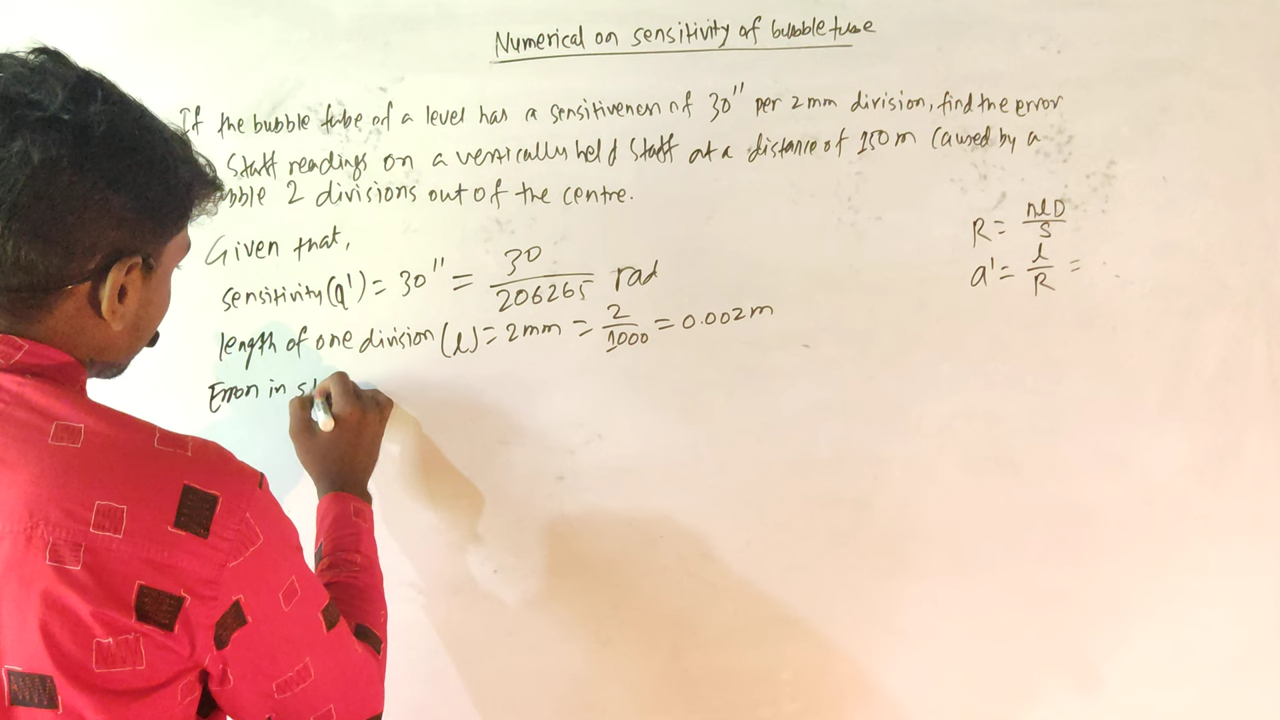 Numerical on sensitivity of bubble tube
If the bubble tube of a level has a sensitiveness of 30" per 2mm division, find the error
Staff readings on a vertically held Staff at a distance of 150m Caused by a
bble 2 divisions out of the centre.
Given that,
sensitivity(a') = 30" = 30/206265 rad
length of one division (l) = 2mm = 2/1000 = 0.002m
Error in s
R = nlD/S
a' = l/R =